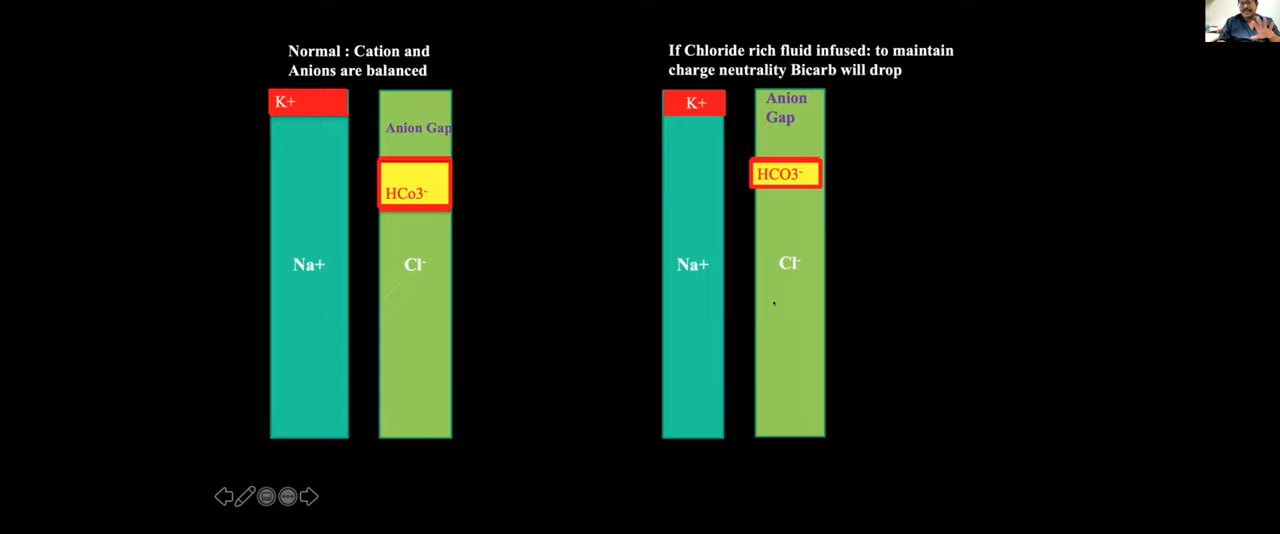 Normal : Cation and
Anions are balanced
K+
Anion Gap
HCo3-
Na+
Cl-
If Chloride rich fluid infused: to maintain
charge neutrality Bicarb will drop
K+
Anion
Gap
HCO3-
Na+
Cl-